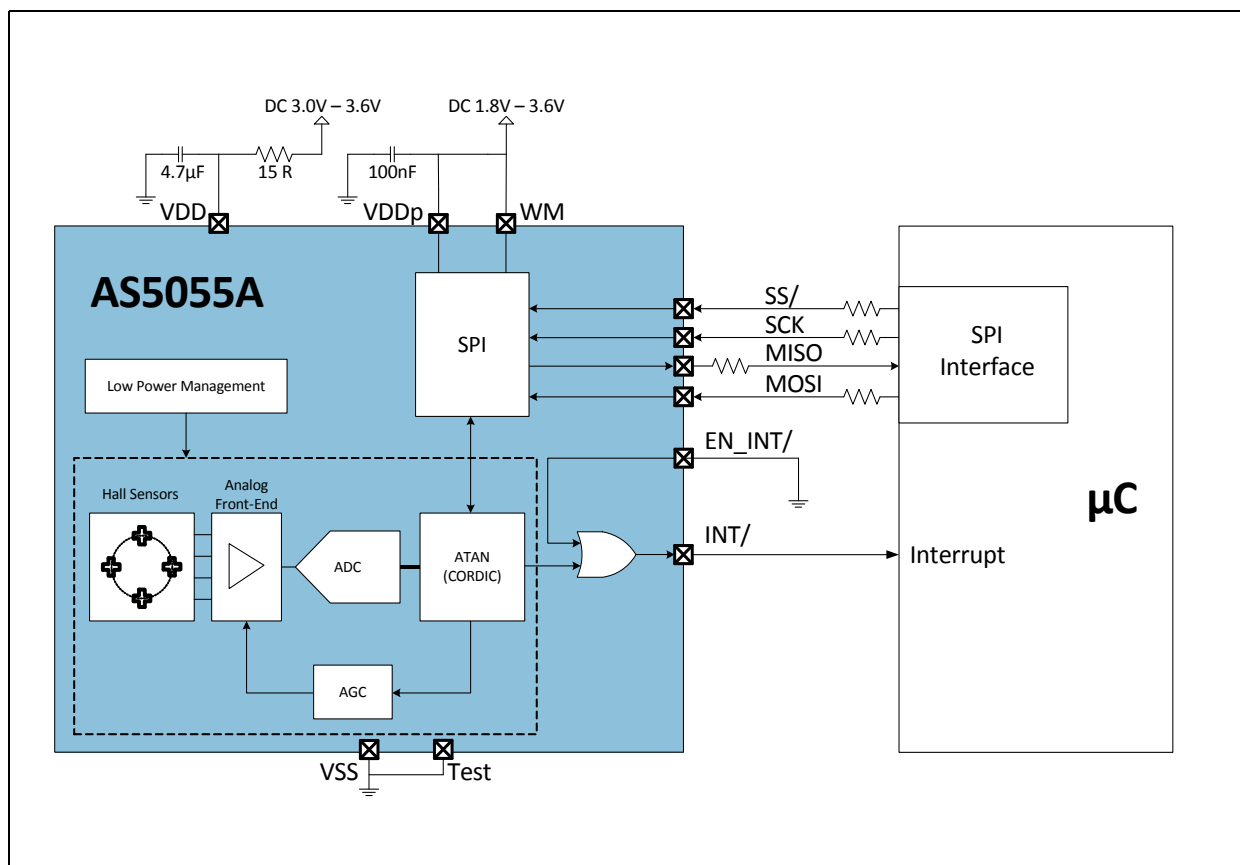 DC 3.0V – 3.6V
DC 1.8V – 3.6V
4.7µF
15 R
100nF
VDD
VDDp
WM
AS5055A
SS/
SCK
MISO
MOSI
SPI
SPI
Interface
Low Power Management
EN_INT/
Hall Sensors
Analog
Front-End
ADC
ATAN
(CORDIC)
INT/
Interrupt
µC
AGC
VSS
Test